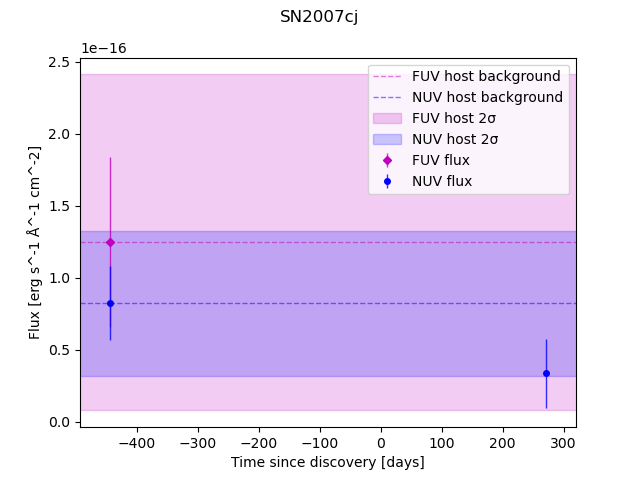 SN2007cj
1e−16
2.5
2.0
1.5
1.0
0.5
0.0
Flux [erg s^-1 Å^-1 cm^-2]
FUV host background
NUV host background
FUV host 2σ
NUV host 2σ
FUV flux
NUV flux
−400 −300 −200 −100 0 100 200 300
Time since discovery [days]